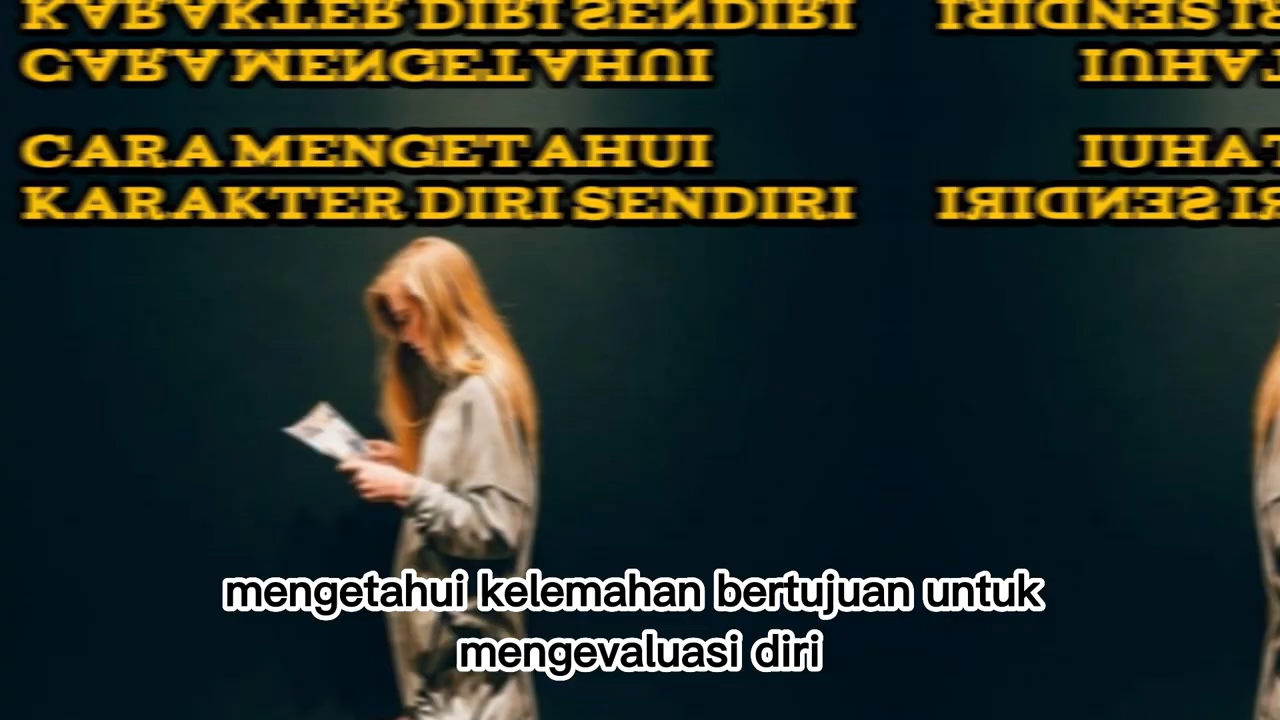 KARAKTER DIRI SENDIRI
CARA MENGETAHUI
CARA MENGETAHUI
KARAKTER DIRI SENDIRI
mengetahui kelemahan bertujuan untuk
mengevaluasi diri